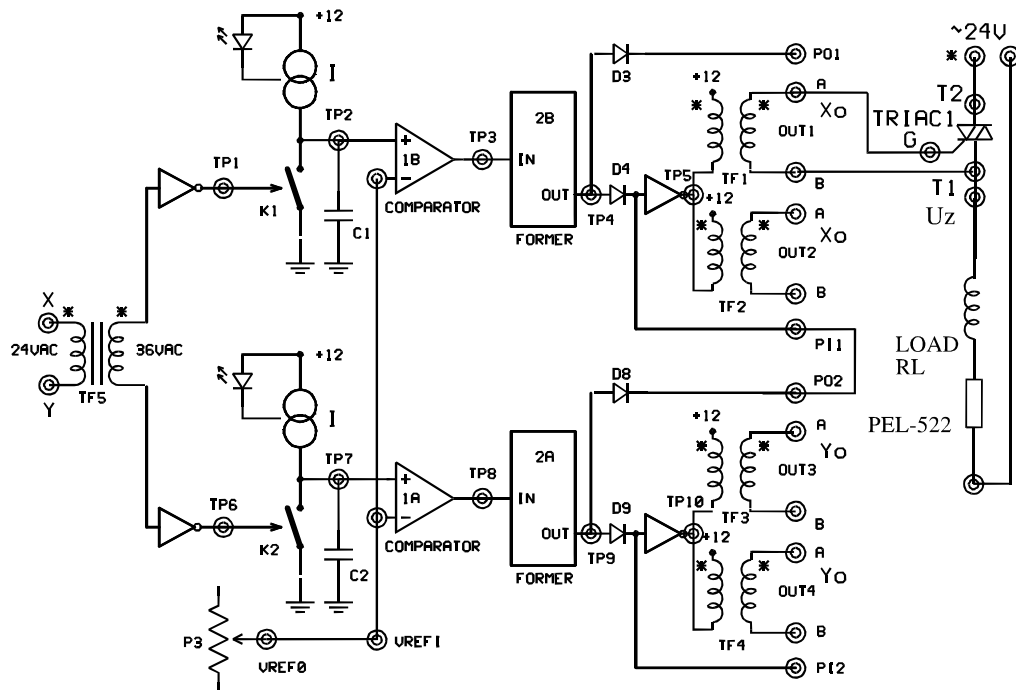 +12
I
TP2
+
1B
−
COMPARATOR
TP3
2B
IN
OUT
FORMER
TP4
D3
D4
PO1
+12
*
*
A
Xo
OUT1
TF1
B
TP5
+12
*
*
A
Xo
OUT2
TF2
B
PI1
~24V
*
T2
TRIAC1
G
T1
Uz
LOAD
RL
PEL-522
TP1
K1
C1
X
*
*
24VAC
36VAC
TF5
Y
+12
I
TP7
+
1A
−
COMPARATOR
TP8
2A
IN
OUT
FORMER
TP9
D8
D9
PO2
+12
*
*
A
Yo
OUT3
TF3
B
TP10
+12
*
*
A
Yo
OUT4
TF4
B
PI2
TP6
K2
C2
P3
VREF0
VREF1